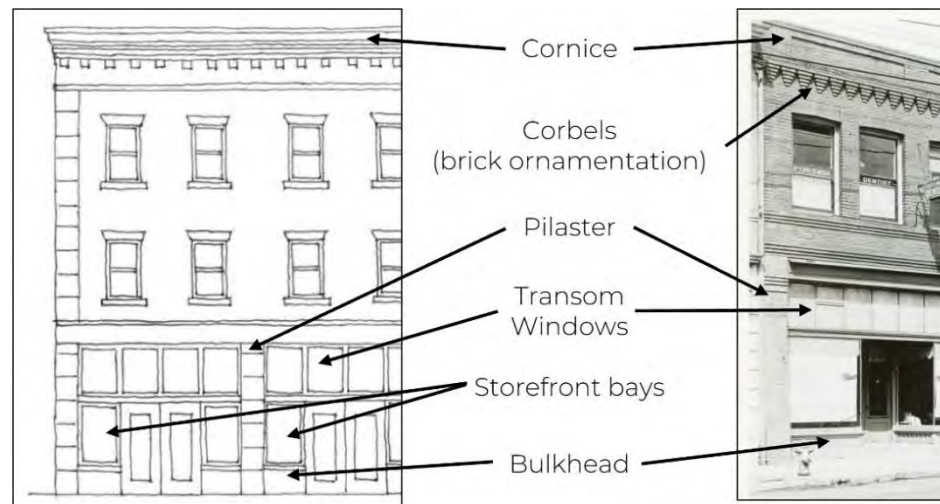 Cornice
Corbels
(brick ornamentation)
Pilaster
Transom
Windows
Storefront bays
Bulkhead